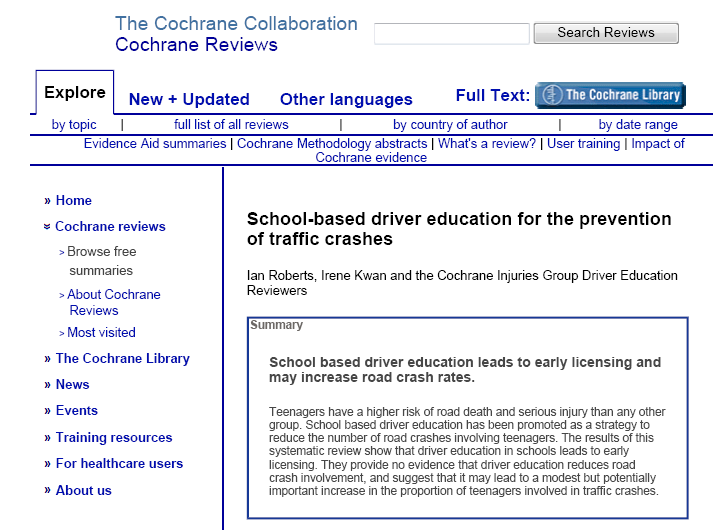 The Cochrane Collaboration
Cochrane Reviews
Search Reviews
Explore
New + Updated
Other languages
Full Text:
The Cochrane Library
by topic | full list of all reviews | by country of author | by date range
Evidence Aid summaries | Cochrane Methodology abstracts | What's a review? | User training | Impact of
Cochrane evidence
» Home
» Cochrane reviews
> Browse free
summaries
> About Cochrane
Reviews
> Most visited
» The Cochrane Library
» News
» Events
» Training resources
» For healthcare users
» About us
School-based driver education for the prevention
of traffic crashes
Ian Roberts, Irene Kwan and the Cochrane Injuries Group Driver Education
Reviewers
Summary
School based driver education leads to early licensing and
may increase road crash rates.
Teenagers have a higher risk of road death and serious injury than any other
group. School based driver education has been promoted as a strategy to
reduce the number of road crashes involving teenagers. The results of this
systematic review show that driver education in schools leads to early
licensing. They provide no evidence that driver education reduces road
crash involvement, and suggest that it may lead to a modest but potentially
important increase in the proportion of teenagers involved in traffic crashes.